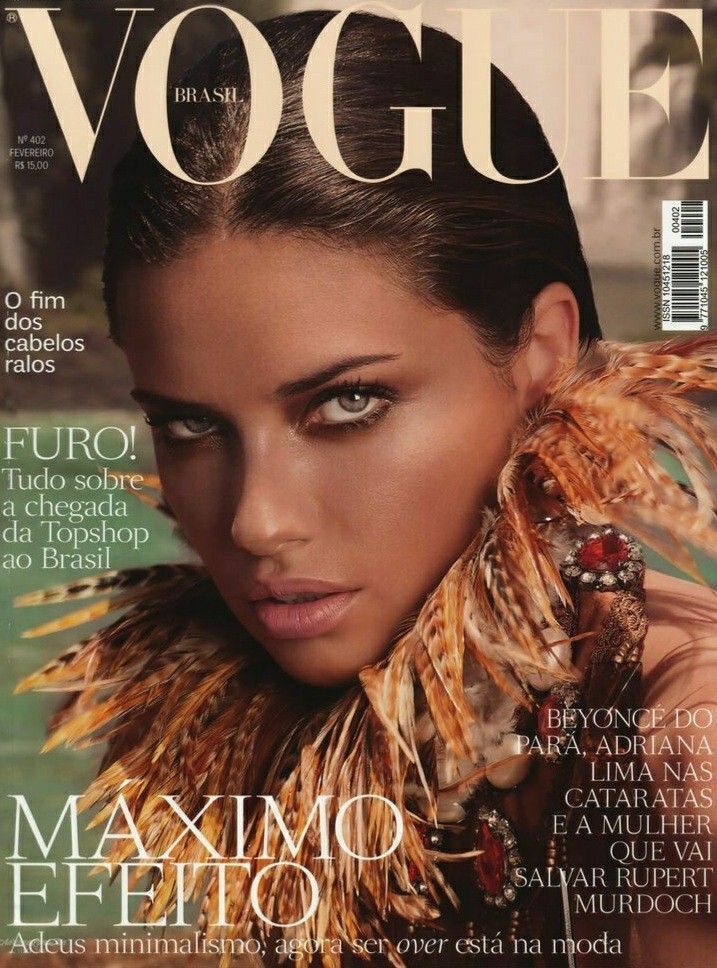 ®
VOGUE
BRASIL
Nº 402
FEVEREIRO
R$ 15,00
O fim
dos
cabelos
ralos
FURO!
Tudo sobre
a chegada
da Topshop
ao Brasil
www.vogue.com.br
ISSN 10451218
00402
9 771045 121005
BEYONCÉ DO
PARÁ, ADRIANA
LIMA NAS
CATARATAS
E A MULHER
QUE VAI
SALVAR RUPERT
MURDOCH
MÁXIMO
EFEITO
Adeus minimalismo, agora ser over está na moda